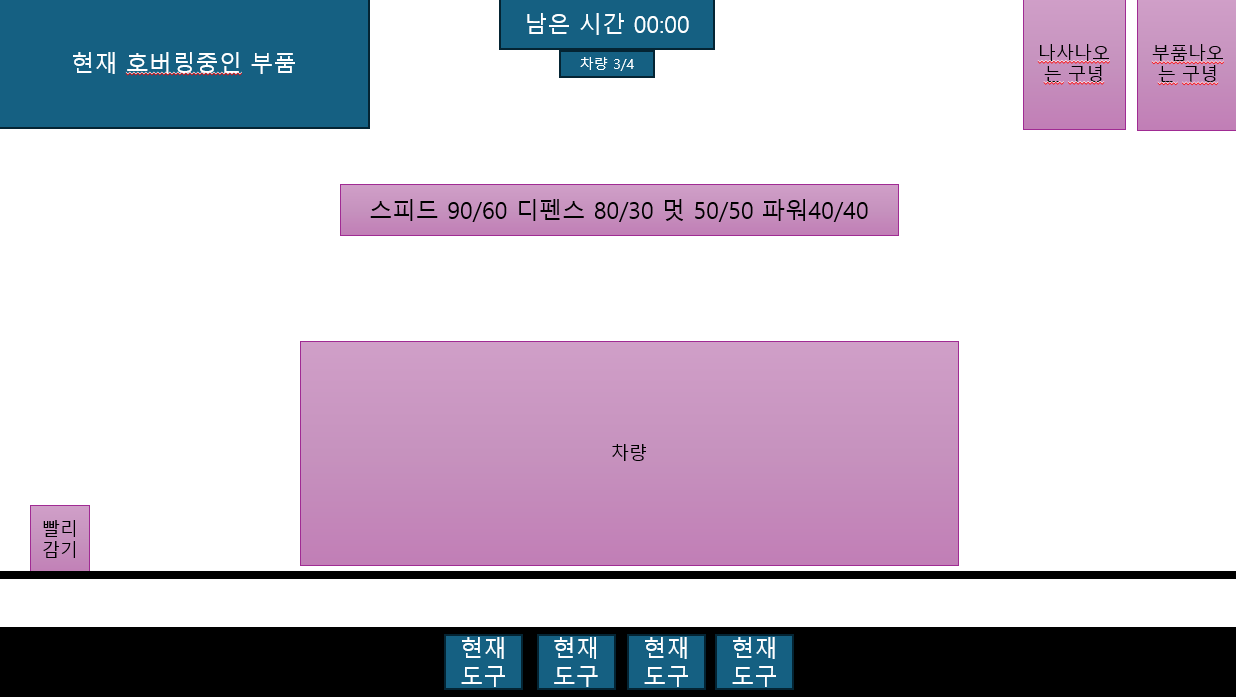 현재 호버링중인 부품
남은 시간 00:00
차량 3/4
나사나오
는 구녕
부품나오
는 구녕
스피드 90/60 디펜스 80/30 멋 50/50 파워40/40
차량
빨리
감기
현재
도구
현재
도구
현재
도구
현재
도구